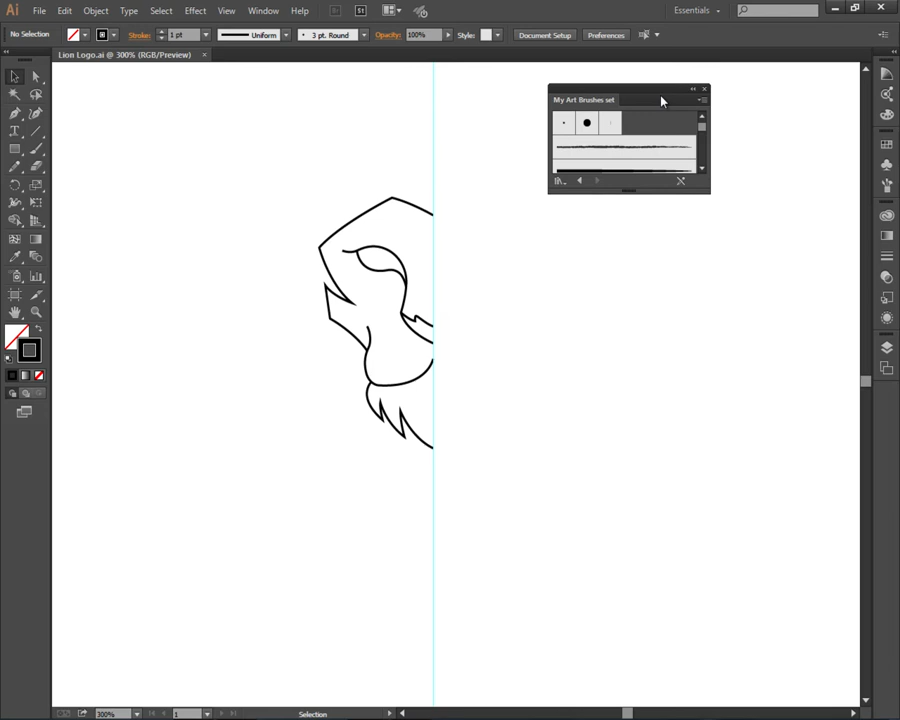 Ai File Edit Object Type Select Effect View Window Help Br St Essentials
No Selection Stroke: 1 pt Uniform 3 pt. Round Opacity: 100% Style: Document Setup Preferences
Lion Logo.ai @ 300% (RGB/Preview) ×
My Art Brushes set
T
300% 1 Selection